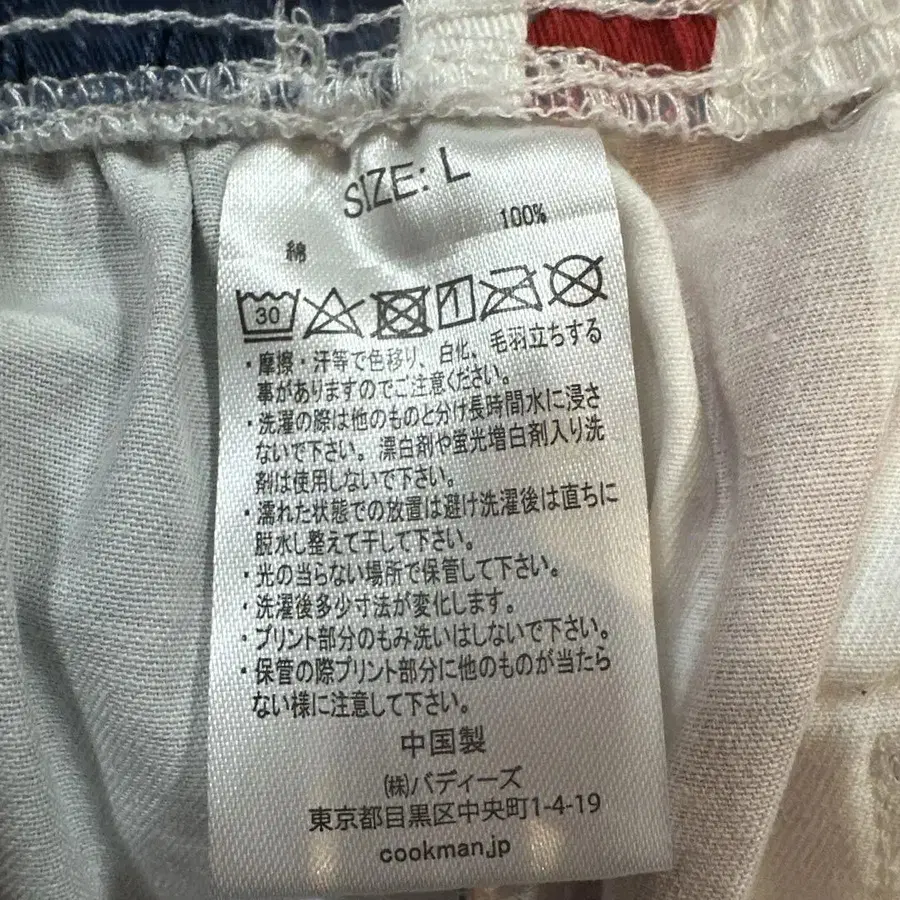 SIZE: L
綿 100%
30
・摩擦・汗等で色移り、白化、毛羽立ちする
事がありますのでご注意ください。
・洗濯の際は他のものと分け長時間水に浸さ
ないで下さい。漂白剤や蛍光増白剤入り洗
剤は使用しないで下さい。
・濡れた状態での放置は避け洗濯後は直ちに
脱水し整えて干して下さい。
・光の当らない場所で保管して下さい。
・洗濯後多少寸法が変化します。
・プリント部分のもみ洗いはしないで下さい。
・保管の際プリント部分に他のものが当たら
ない様に注意して下さい。
中国製
㈱バディーズ
東京都目黒区中央町1-4-19
cookman.jp